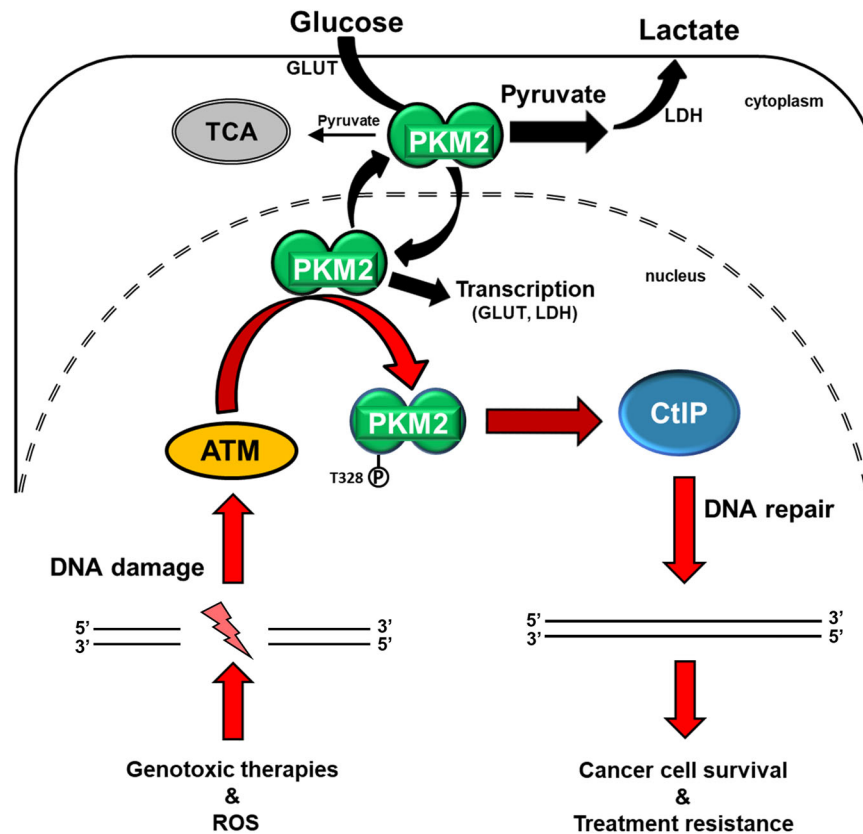 Glucose
Lactate
GLUT
Pyruvate
cytoplasm
TCA
Pyruvate
PKM2
LDH
PKM2
nucleus
Transcription
(GLUT, LDH)
CtIP
PKM2
ATM
T328 P
DNA repair
DNA damage
5’ 3’
3’ 5’
5’ 3’
3’ 5’
Genotoxic therapies
&
ROS
Cancer cell survival
&
Treatment resistance